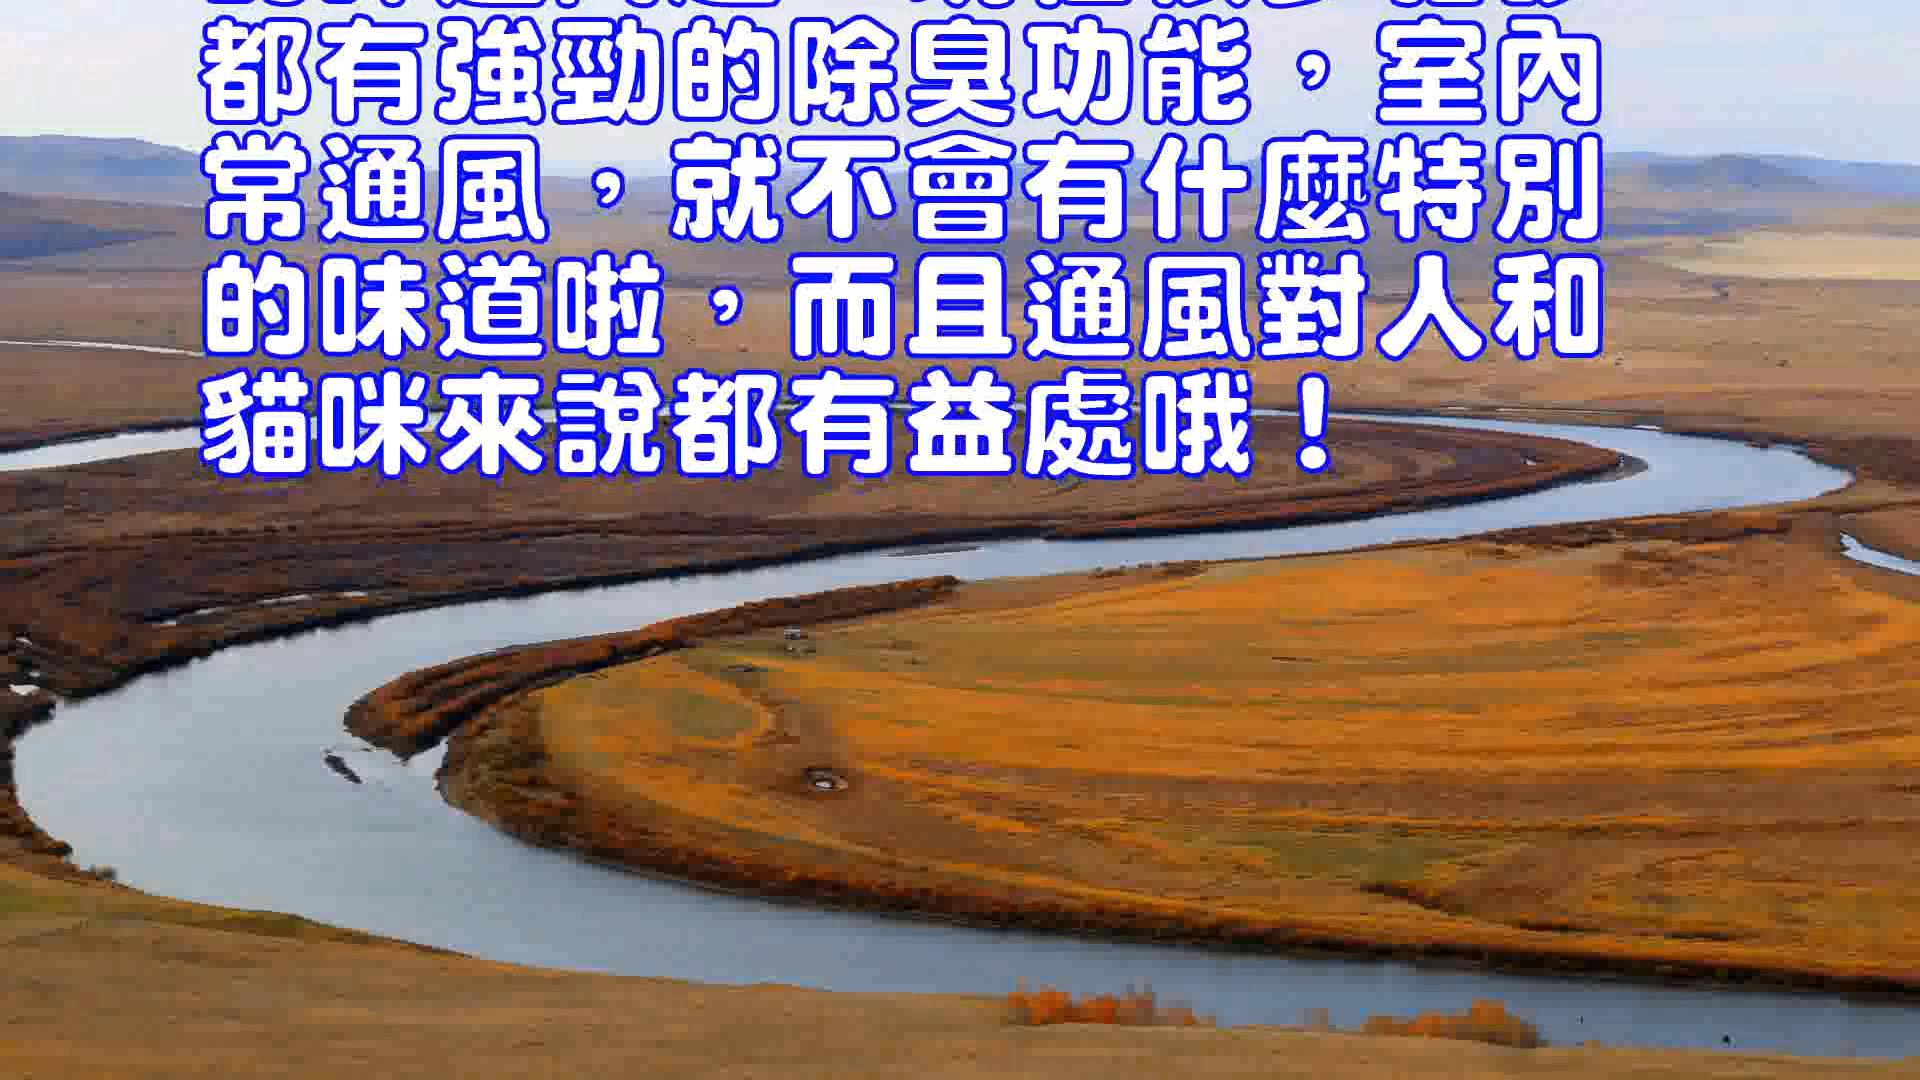 都有強勁的除臭功能，室內
常通風，就不會有什麼特別
的味道啦，而且通風對人和
貓咪來說都有益處哦！